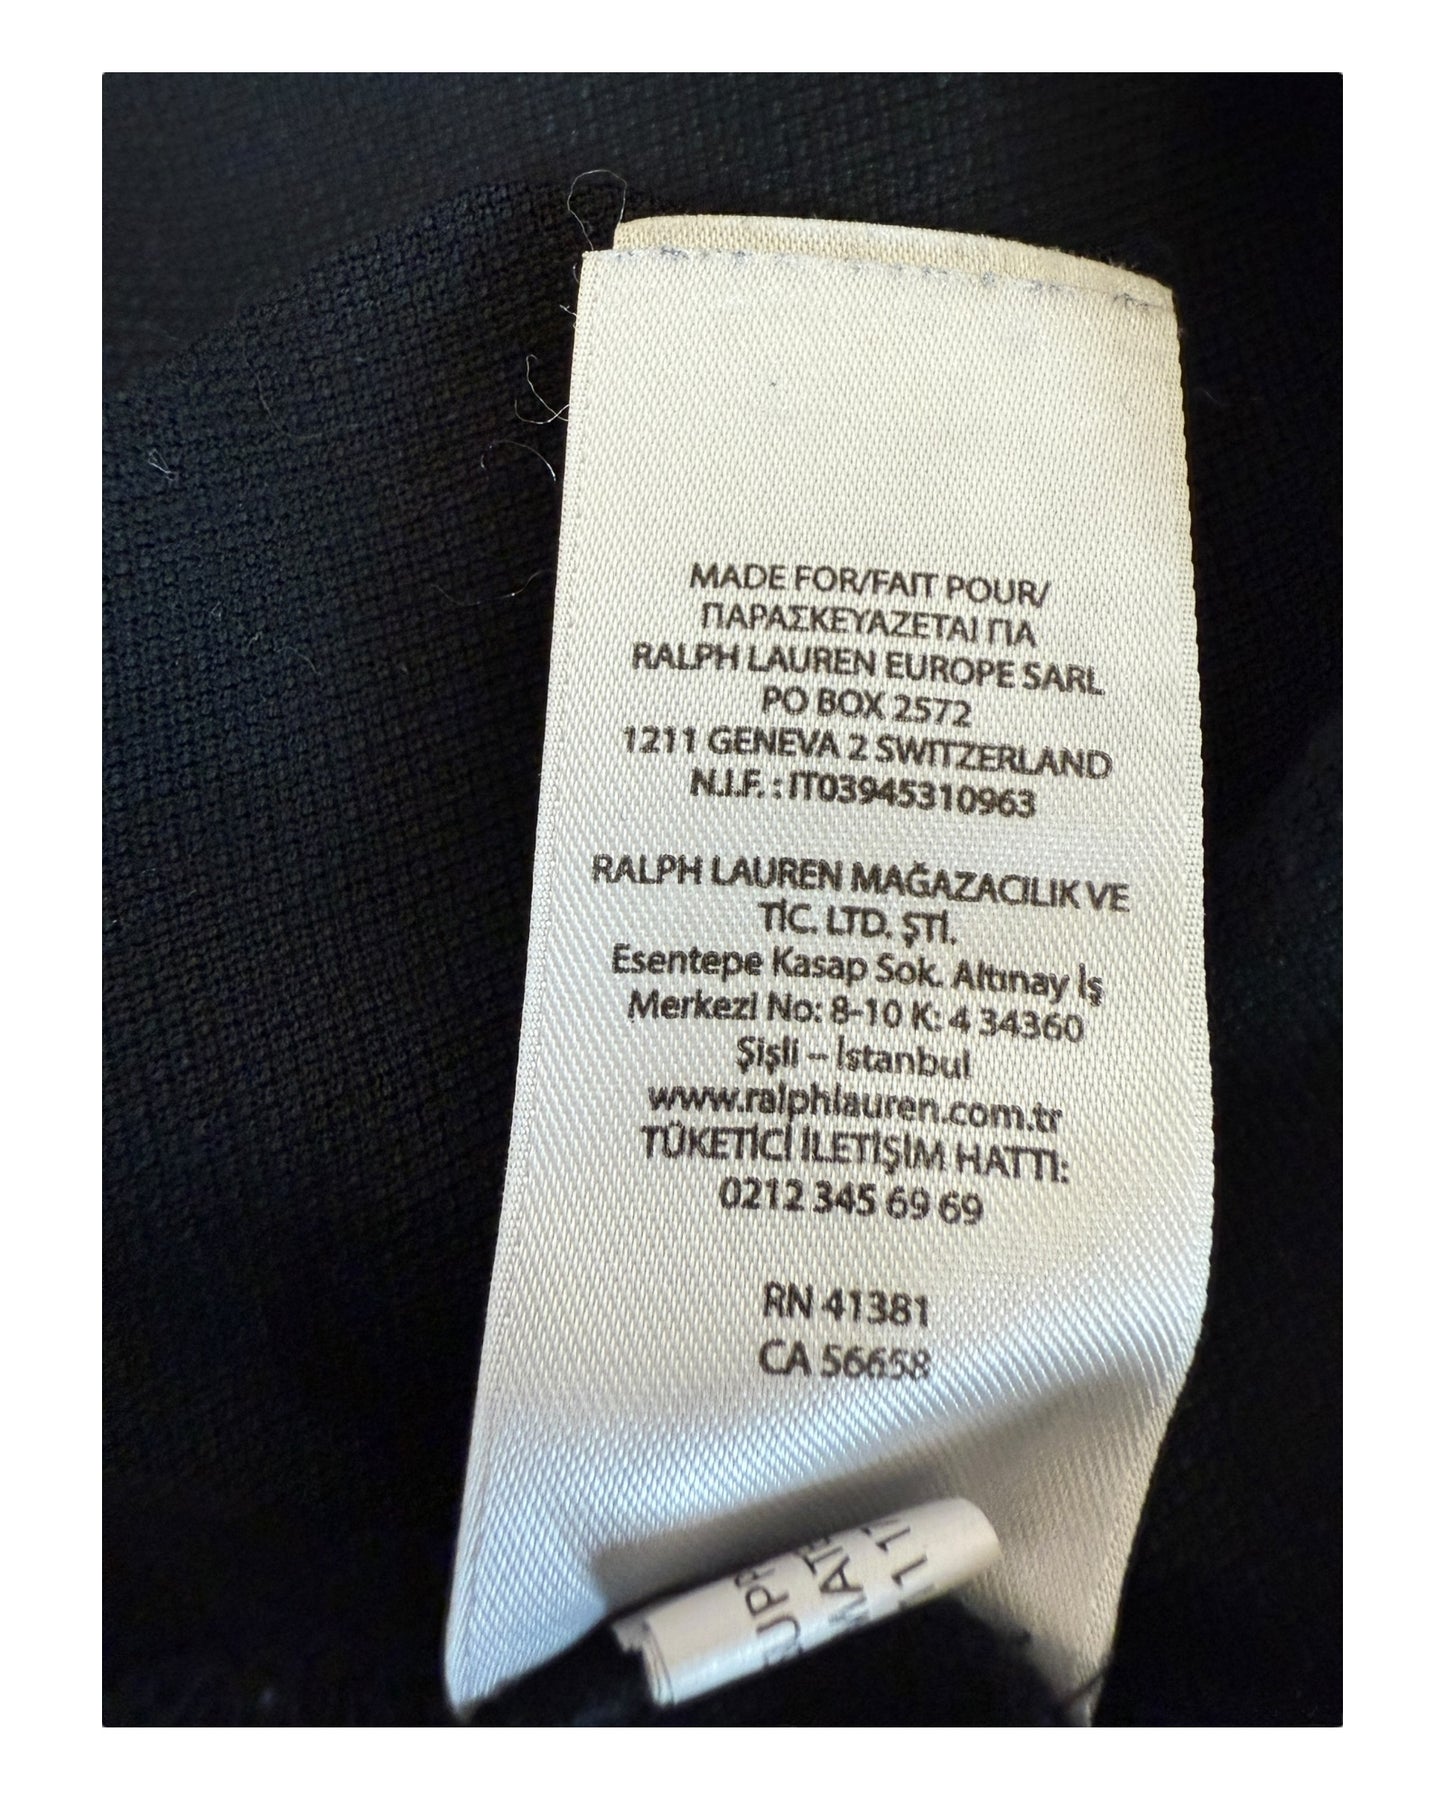 MADE FOR/FAIT POUR/
ΠΑΡΑΣΚΕΥΑΖΕΤΑΙ ΓΙΑ
RALPH LAUREN EUROPE SARL
PO BOX 2572
1211 GENEVA 2 SWITZERLAND
N.I.F. : IT03945310963
RALPH LAUREN MAĞAZACILIK VE
TİC. LTD. ŞTİ.
Esentepe Kasap Sok. Altınay İş
Merkezi No: 8-10 K: 4 34360
Şişli – İstanbul
www.ralphlauren.com.tr
TÜKETİCİ İLETİŞİM HATTI:
0212 345 69 69
RN 41381
CA 56658